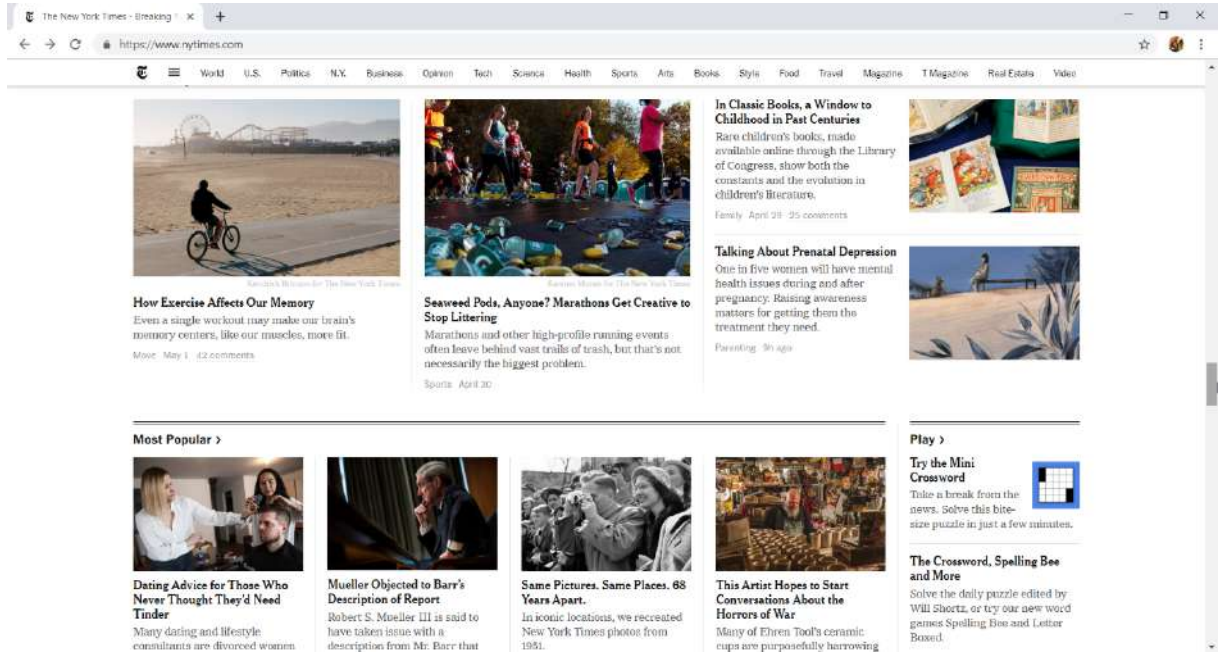 The New York Times - Breaking
https://www.nytimes.com
World U.S. Politics N.Y. Business Opinion Tech Science Health Sports Arts Books Style Food Travel Magazine T Magazine Real Estate Video
for The New York Times
for The New York Times
How Exercise Affects Our Memory
Even a single workout may make our brain's
memory centers, like our muscles, more fit.
Move May 1 42 comments
Seaweed Pods, Anyone? Marathons Get Creative to
Stop Littering
Marathons and other high-profile running events
often leave behind vast trails of trash, but that's not
necessarily the biggest problem.
Sports April 30
In Classic Books, a Window to
Childhood in Past Centuries
Rare children's books, made
available online through the Library
of Congress, show both the
constants and the evolution in
children's literature.
Family April 29 25 comments
Talking About Prenatal Depression
One in five women will have mental
health issues during and after
pregnancy. Raising awareness
matters for getting them the
treatment they need.
Parenting 9h ago
Most Popular >
Dating Advice for Those Who
Never Thought They'd Need
Tinder
Many dating and lifestyle
consultants are divorced women
Mueller Objected to Barr's
Description of Report
Robert S. Mueller III is said to
have taken issue with a
description from Mr. Barr that
Same Pictures. Same Places. 68
Years Apart.
In iconic locations, we recreated
New York Times photos from
1951.
This Artist Hopes to Start
Conversations About the
Horrors of War
Many of Ehren Tool's ceramic
cups are purposefully harrowing
Play >
Try the Mini
Crossword
Take a break from the
news. Solve this bite-
size puzzle in just a few minutes.
The Crossword, Spelling Bee
and More
Solve the daily puzzle edited by
Will Shortz, or try our new word
games Spelling Bee and Letter
Boxed.